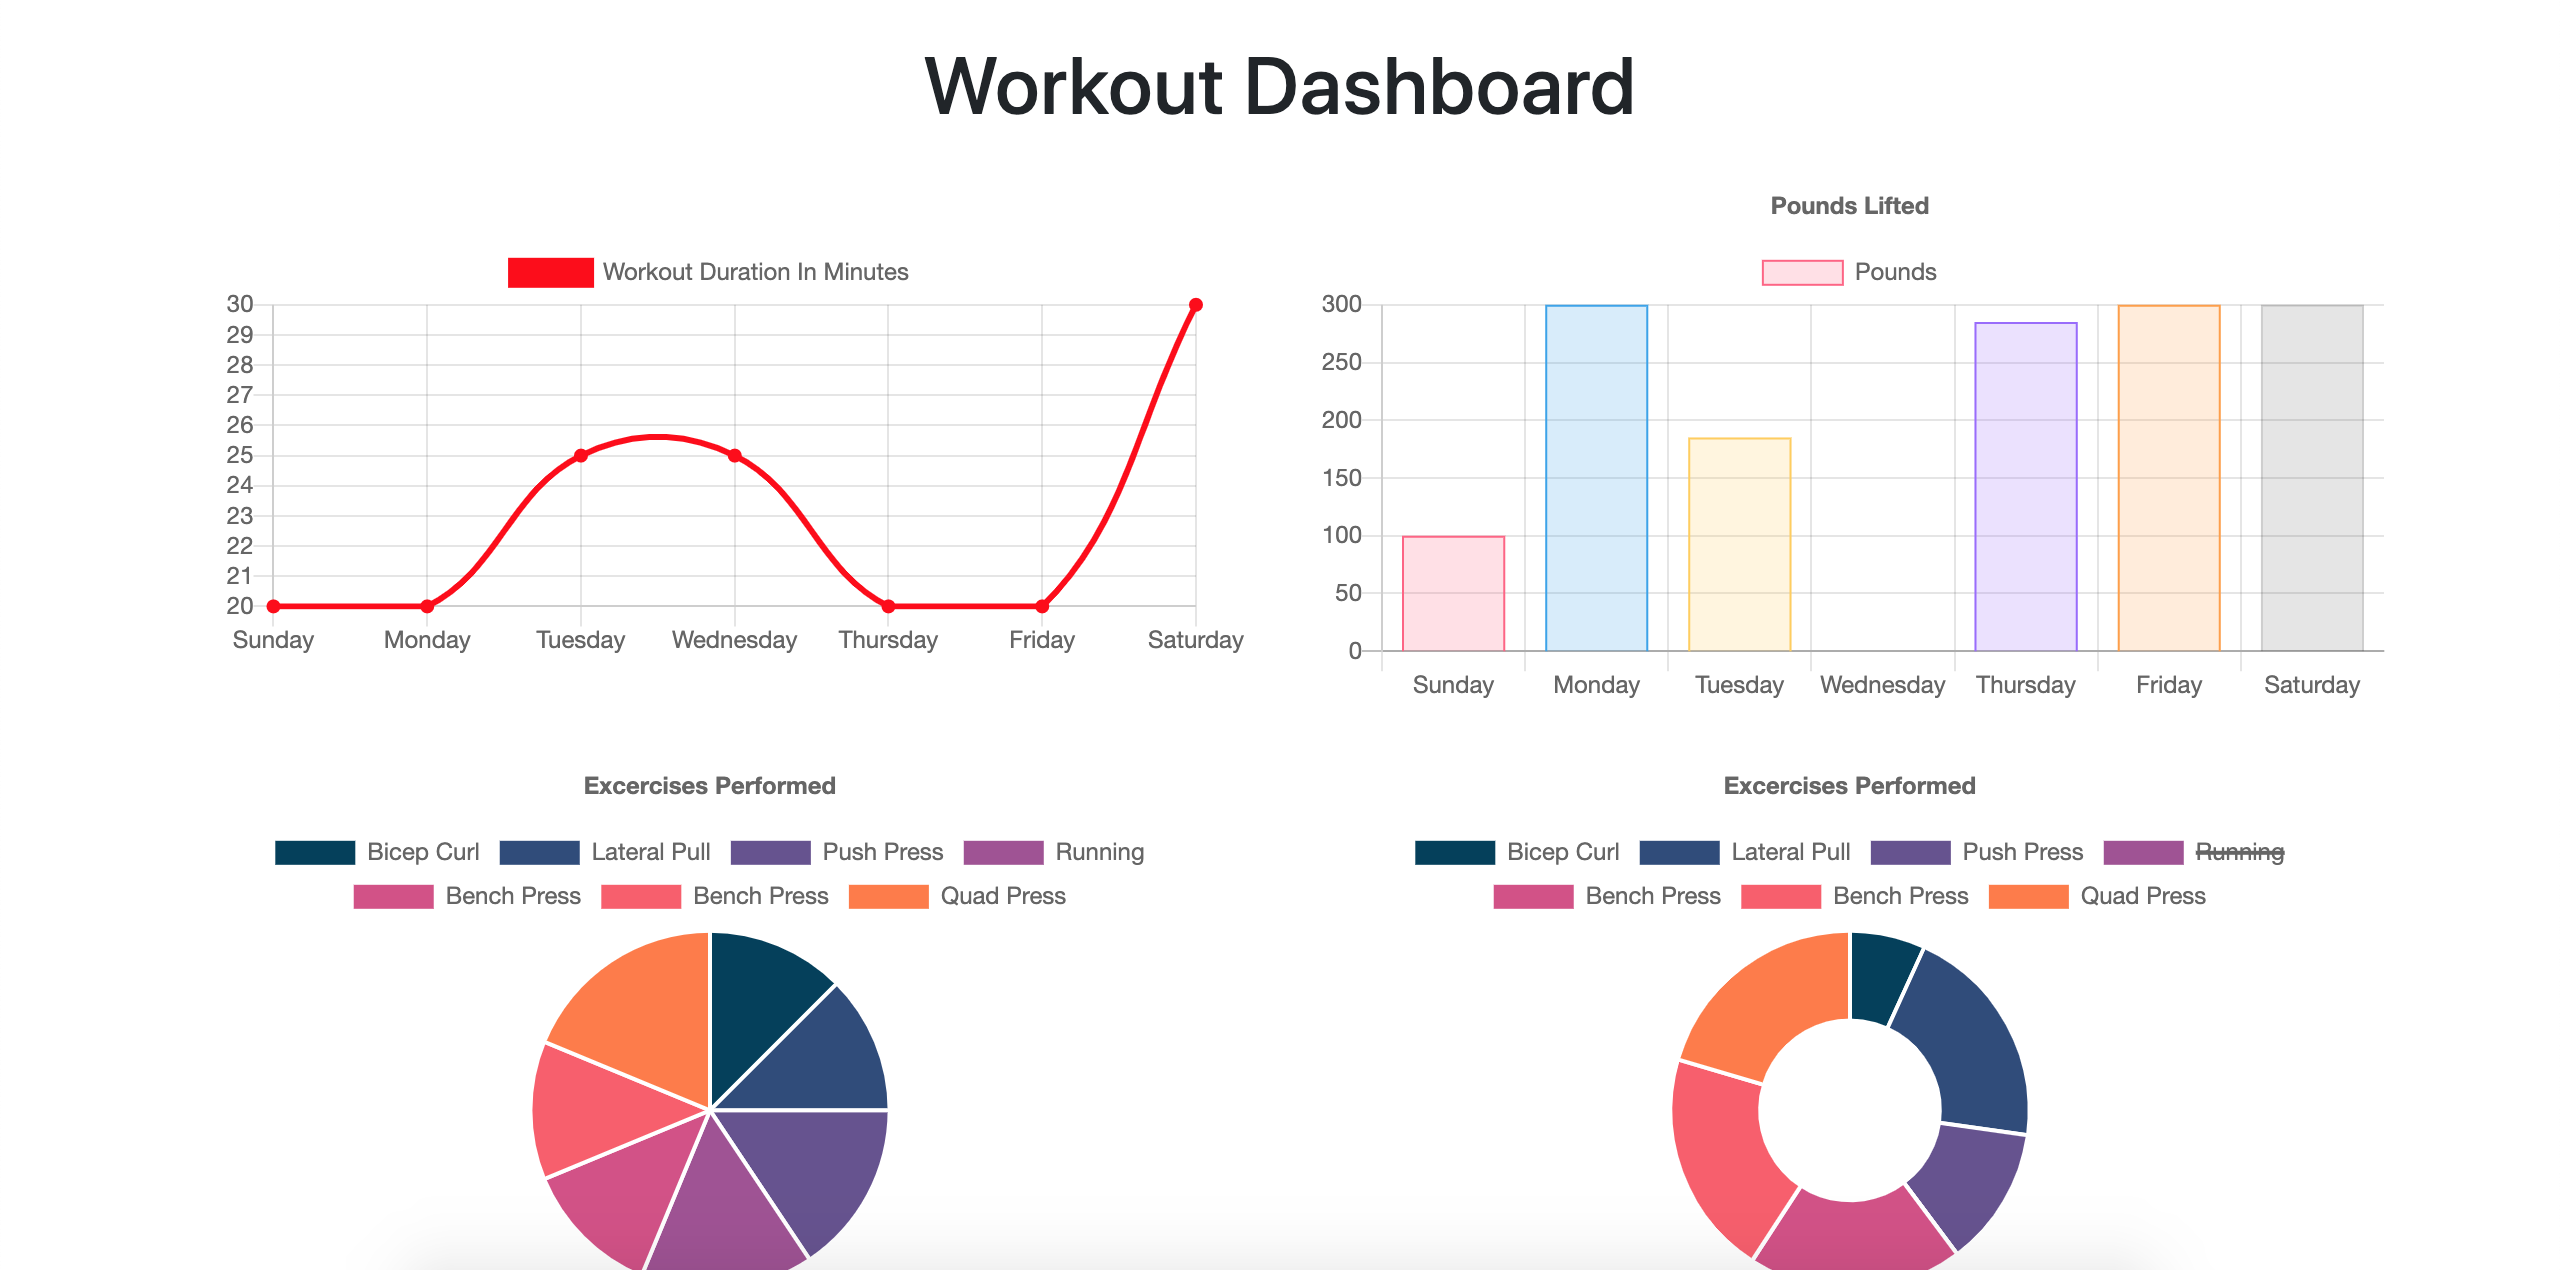 Workout Dashboard
Workout Duration In Minutes
30
29
28
27
26
25
24
23
22
21
20
Sunday Monday Tuesday Wednesday Thursday Friday Saturday
Pounds Lifted
Pounds
300
250
200
150
100
50
0
Sunday Monday Tuesday Wednesday Thursday Friday Saturday
Excercises Performed
Bicep Curl Lateral Pull Push Press Running
Bench Press Bench Press Quad Press
Excercises Performed
Bicep Curl Lateral Pull Push Press Running
Bench Press Bench Press Quad Press